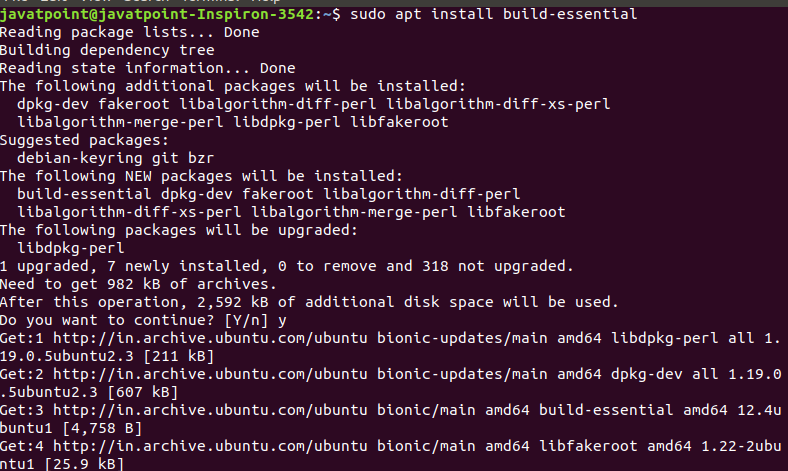 javatpoint@javatpoint-Inspiron-3542:~$ sudo apt install build-essential
Reading package lists... Done
Building dependency tree
Reading state information... Done
The following additional packages will be installed:
  dpkg-dev fakeroot libalgorithm-diff-perl libalgorithm-diff-xs-perl
  libalgorithm-merge-perl libdpkg-perl libfakeroot
Suggested packages:
  debian-keyring git bzr
The following NEW packages will be installed:
  build-essential dpkg-dev fakeroot libalgorithm-diff-perl
  libalgorithm-diff-xs-perl libalgorithm-merge-perl libfakeroot
The following packages will be upgraded:
  libdpkg-perl
1 upgraded, 7 newly installed, 0 to remove and 318 not upgraded.
Need to get 982 kB of archives.
After this operation, 2,592 kB of additional disk space will be used.
Do you want to continue? [Y/n] y
Get:1 http://in.archive.ubuntu.com/ubuntu bionic-updates/main amd64 libdpkg-perl all 1.
19.0.5ubuntu2.3 [211 kB]
Get:2 http://in.archive.ubuntu.com/ubuntu bionic-updates/main amd64 dpkg-dev all 1.19.0
.5ubuntu2.3 [607 kB]
Get:3 http://in.archive.ubuntu.com/ubuntu bionic/main amd64 build-essential amd64 12.4u
buntu1 [4,758 B]
Get:4 http://in.archive.ubuntu.com/ubuntu bionic/main amd64 libfakeroot amd64 1.22-2ubu
ntu1 [25.9 kB]